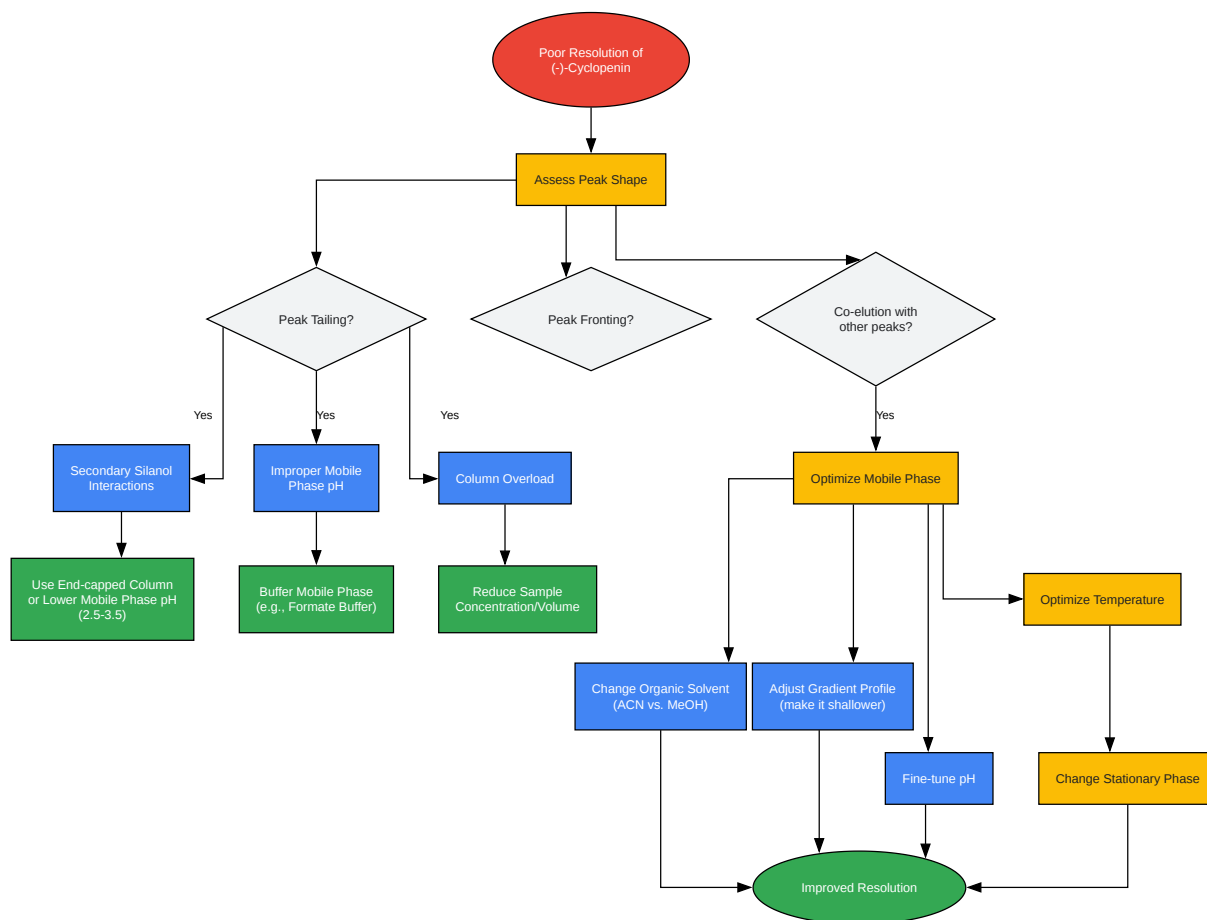 Poor Resolution of
(-)-Cyclopenin
Assess Peak Shape
Peak Tailing?
Peak Fronting?
Co-elution with
other peaks?
Yes
Yes
Yes
Yes
Secondary Silanol
Interactions
Improper Mobile
Phase pH
Column Overload
Optimize Mobile Phase
Use End-capped Column
or Lower Mobile Phase pH
(2.5-3.5)
Buffer Mobile Phase
(e.g., Formate Buffer)
Reduce Sample
Concentration/Volume
Optimize Temperature
Change Organic Solvent
(ACN vs. MeOH)
Adjust Gradient Profile
(make it shallower)
Fine-tune pH
Change Stationary Phase
Improved Resolution